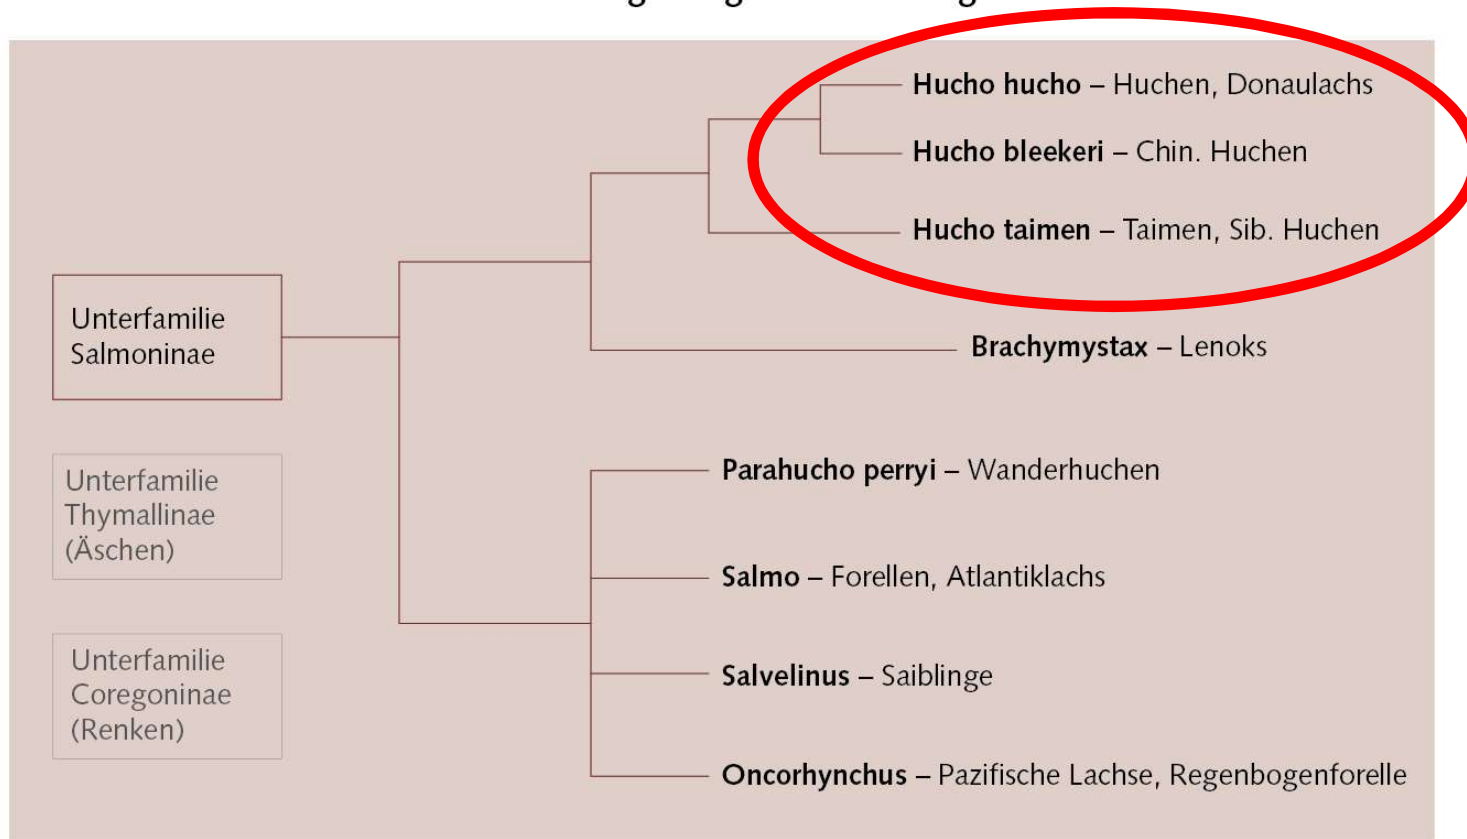 Hucho hucho – Huchen, Donaulachs
Hucho bleekeri – Chin. Huchen
Hucho taimen – Taimen, Sib. Huchen
Unterfamilie
Salmoninae
Brachymystax – Lenoks
Unterfamilie
Thymallinae
(Äschen)
Parahucho perryi – Wanderhuchen
Salmo – Forellen, Atlantiklachs
Unterfamilie
Coregoninae
(Renken)
Salvelinus – Saiblinge
Oncorhynchus – Pazifische Lachse, Regenbogenforelle